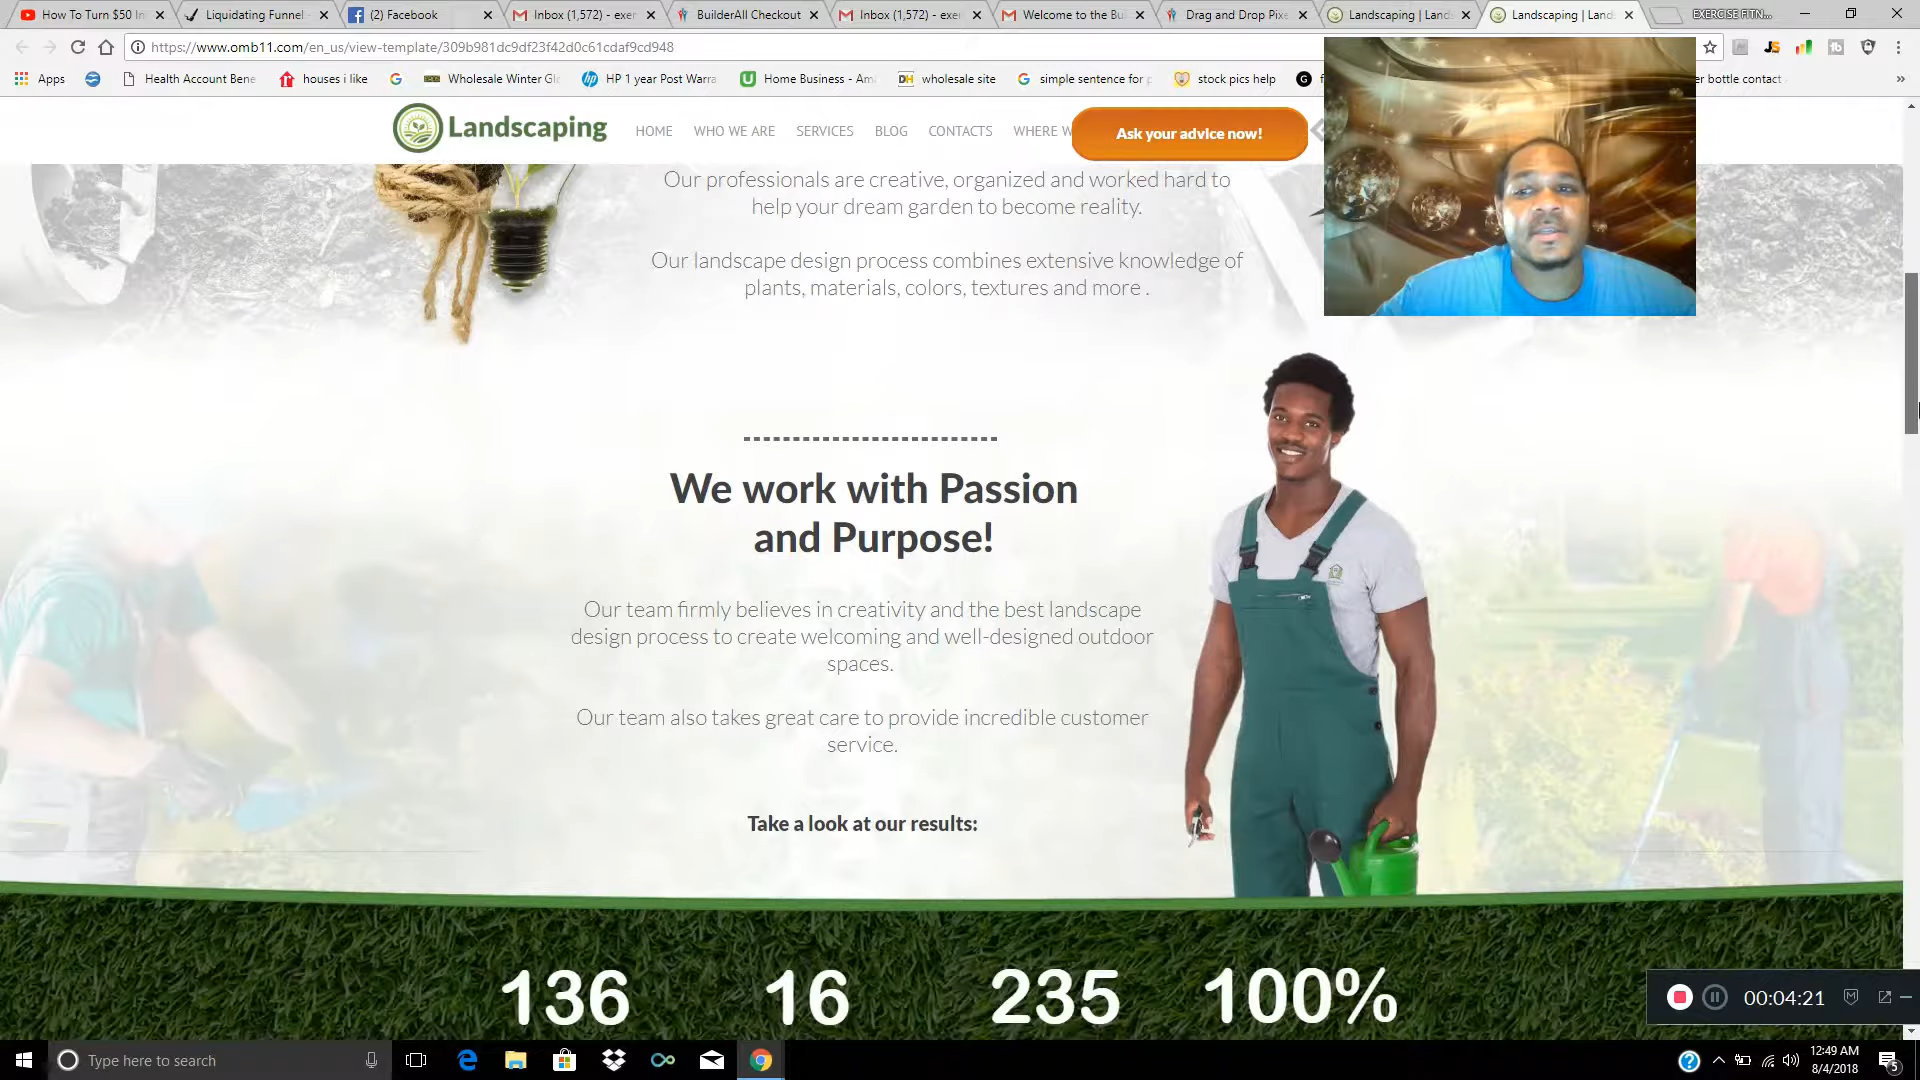 How To Turn $50 In
Liquidating Funnel
(2) Facebook
Inbox (1,572) - exer
BuilderAll Checkout
Inbox (1,572) - exer
Welcome to the Bu
Drag and Drop Pixe
Landscaping | Land
Landscaping | Land
EXERCISE FITN...
https://www.omb11.com/en_us/view-template/309b981dc9df23f42d0c61cdaf9cd948
Apps
Health Account Bene
houses i like
Wholesale Winter Gl
HP 1 year Post Warra
Home Business - Am
DH wholesale site
simple sentence for
stock pics help
er bottle contact
Landscaping
HOME
WHO WE ARE
SERVICES
BLOG
CONTACTS
WHERE W
Ask your advice now!
Our professionals are creative, organized and worked hard to
help your dream garden to become reality.
Our landscape design process combines extensive knowledge of
plants, materials, colors, textures and more .
We work with Passion
and Purpose!
Our team firmly believes in creativity and the best landscape
design process to create welcoming and well-designed outdoor
spaces.
Our team also takes great care to provide incredible customer
service.
Take a look at our results:
136
16
235
100%
00:04:21
Type here to search
12:49 AM
8/4/2018
5